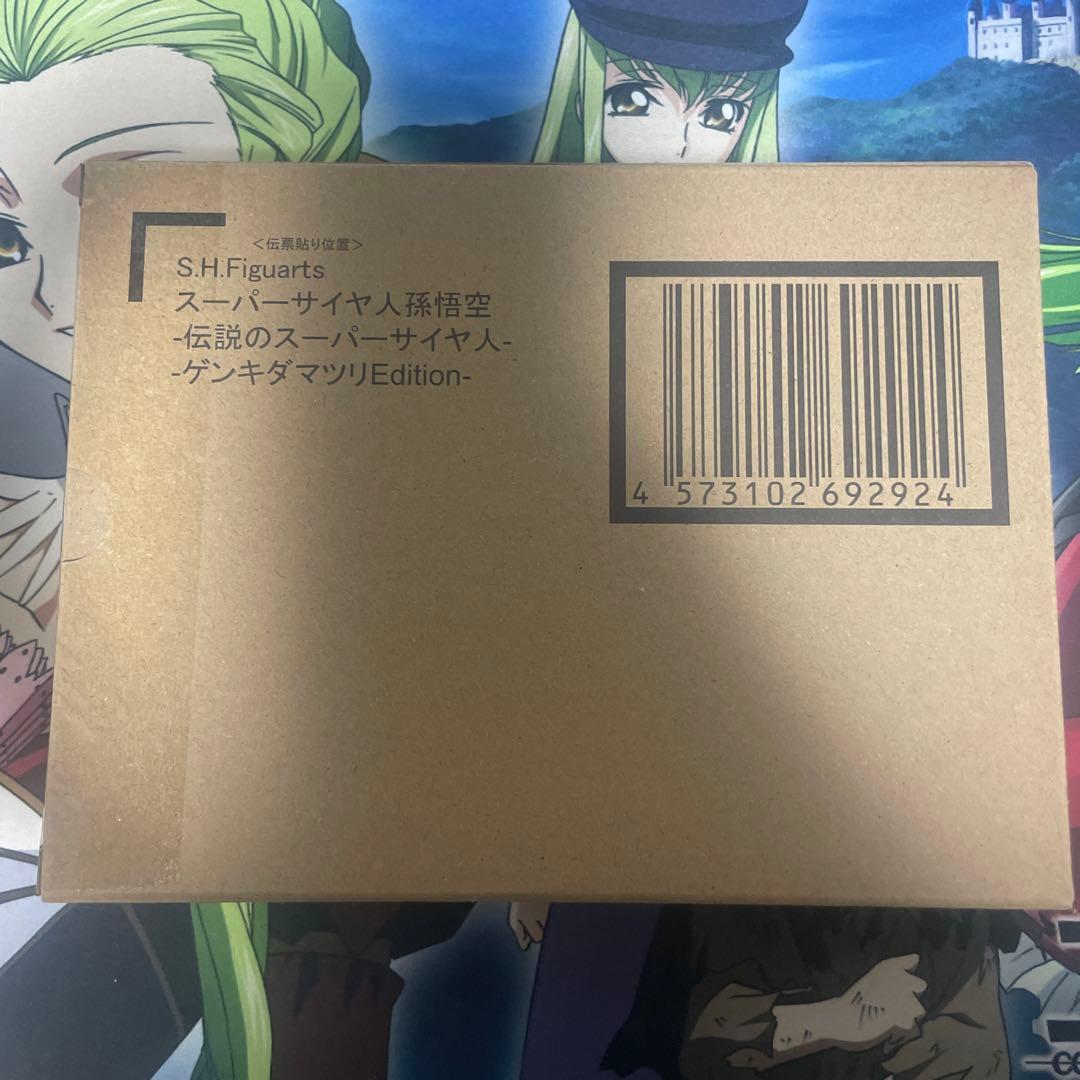 ＜伝票貼り位置＞
S.H.Figuarts
スーパーサイヤ人孫悟空
-伝説のスーパーサイヤ人-
-ゲンキダマツリEdition-
4 573102 692924